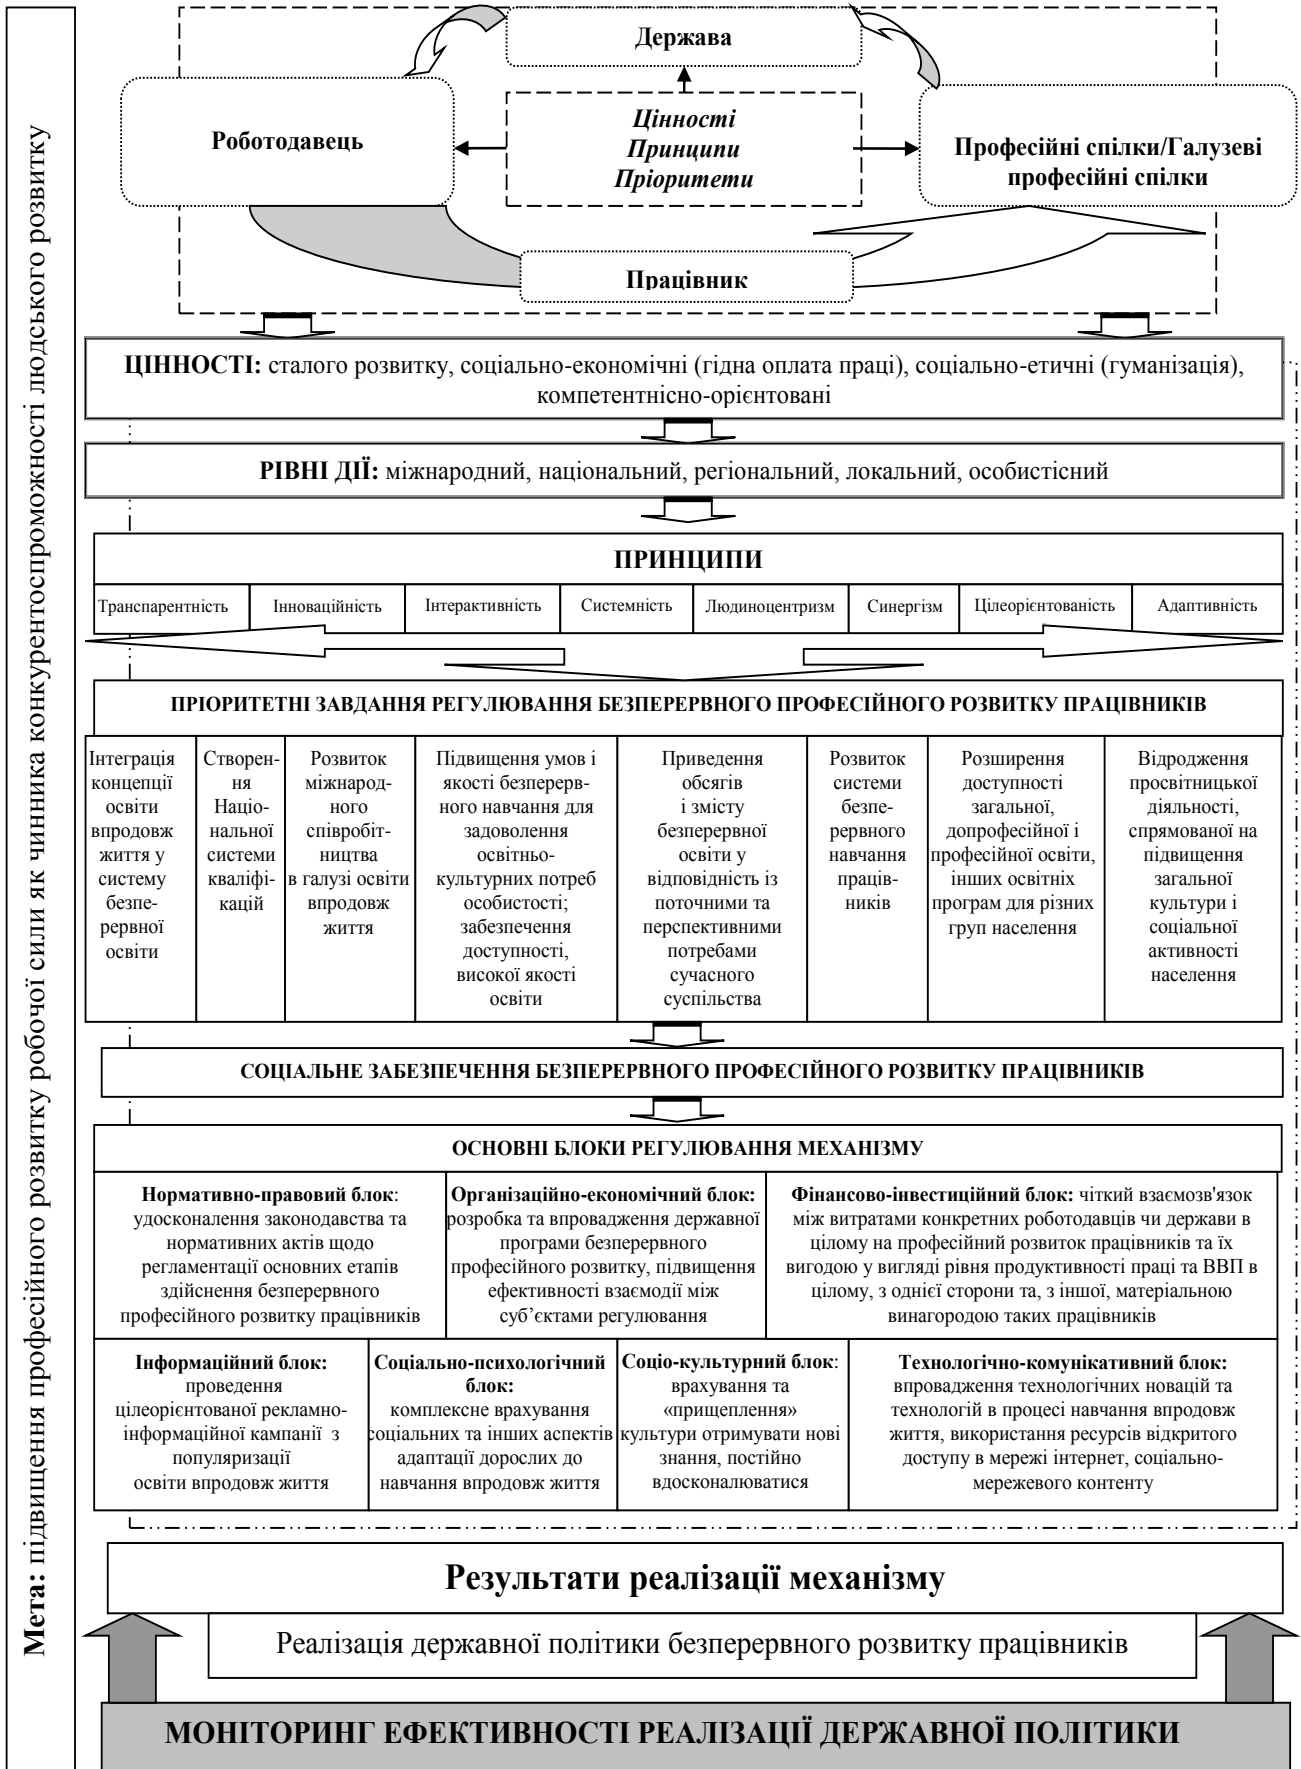 Мета: підвищення професійного розвитку робочої сили як чинника конкурентоспроможності людського розвитку
Держава
Роботодавець
Цінності
Принципи
Пріоритети
Професійні спілки/Галузеві
професійні спілки
Працівник
ЦІННОСТІ: сталого розвитку, соціально-економічні (гідна оплата праці), соціально-етичні (гуманізація),
компетентнісно-орієнтовані
РІВНІ ДІЇ: міжнародний, національний, регіональний, локальний, особистісний
ПРИНЦИПИ
Транспарентність
Інноваційність
Інтерактивність
Системність
Людиноцентризм
Синергізм
Цілеорієнтованість
Адаптивність
ПРІОРИТЕТНІ ЗАВДАННЯ РЕГУЛЮВАННЯ БЕЗПЕРЕРВНОГО ПРОФЕСІЙНОГО РОЗВИТКУ ПРАЦІВНИКІВ
Інтеграція
концепції
освіти
впродовж
життя у
систему
безпе-
рервної
освіти
Створен-
ня
Націо-
нальної
системи
кваліфі-
кацій
Розвиток
міжнарод-
ного
співробіт-
ництва
в галузі освіти
впродовж
життя
Підвищення умов і
якості безперерв-
ного навчання для
задоволення
освітньо-
культурних потреб
особистості;
забезпечення
доступності,
високої якості
освіти
Приведення
обсягів
і змісту
безперервної
освіти у
відповідність із
поточними та
перспективними
потребами
сучасного
суспільства
Розвиток
системи
безпе-
рервного
навчання
праців-
ників
Розширення
доступності
загальної,
допрофесійної і
професійної освіти,
інших освітніх
програм для різних
груп населення
Відродження
просвітницької
діяльності,
спрямованої на
підвищення
загальної
культури і
соціальної
активності
населення
СОЦІАЛЬНЕ ЗАБЕЗПЕЧЕННЯ БЕЗПЕРЕРВНОГО ПРОФЕСІЙНОГО РОЗВИТКУ ПРАЦІВНИКІВ
ОСНОВНІ БЛОКИ РЕГУЛЮВАННЯ МЕХАНІЗМУ
Нормативно-правовий блок:
удосконалення законодавства та
нормативних актів щодо
регламентації основних етапів
здійснення безперервного
професійного розвитку працівників
Організаційно-економічний блок:
розробка та впровадження державної
програми безперервного
професійного розвитку, підвищення
ефективності взаємодії між
суб’єктами регулювання
Фінансово-інвестиційний блок: чіткий взаємозв'язок
між витратами конкретних роботодавців чи держави в
цілому на професійний розвиток працівників та їх
вигодою у вигляді рівня продуктивності праці та ВВП в
цілому, з однієї сторони та, з іншої, матеріальною
винагородою таких працівників
Інформаційний блок:
проведення
цілеорієнтованої рекламно-
інформаційної кампанії з
популяризації
освіти впродовж життя
Соціально-психологічний
блок:
комплексне врахування
соціальних та інших аспектів
адаптації дорослих до
навчання впродовж життя
Соціо-культурний блок:
врахування та
«прищеплення»
культури отримувати нові
знання, постійно
вдосконалюватися
Технологічно-комунікативний блок:
впровадження технологічних новацій та
технологій в процесі навчання впродовж
життя, використання ресурсів відкритого
доступу в мережі інтернет, соціально-
мережевого контенту
Результати реалізації механізму
Реалізація державної політики безперервного розвитку працівників
МОНІТОРИНГ ЕФЕКТИВНОСТІ РЕАЛІЗАЦІЇ ДЕРЖАВНОЇ ПОЛІТИКИ